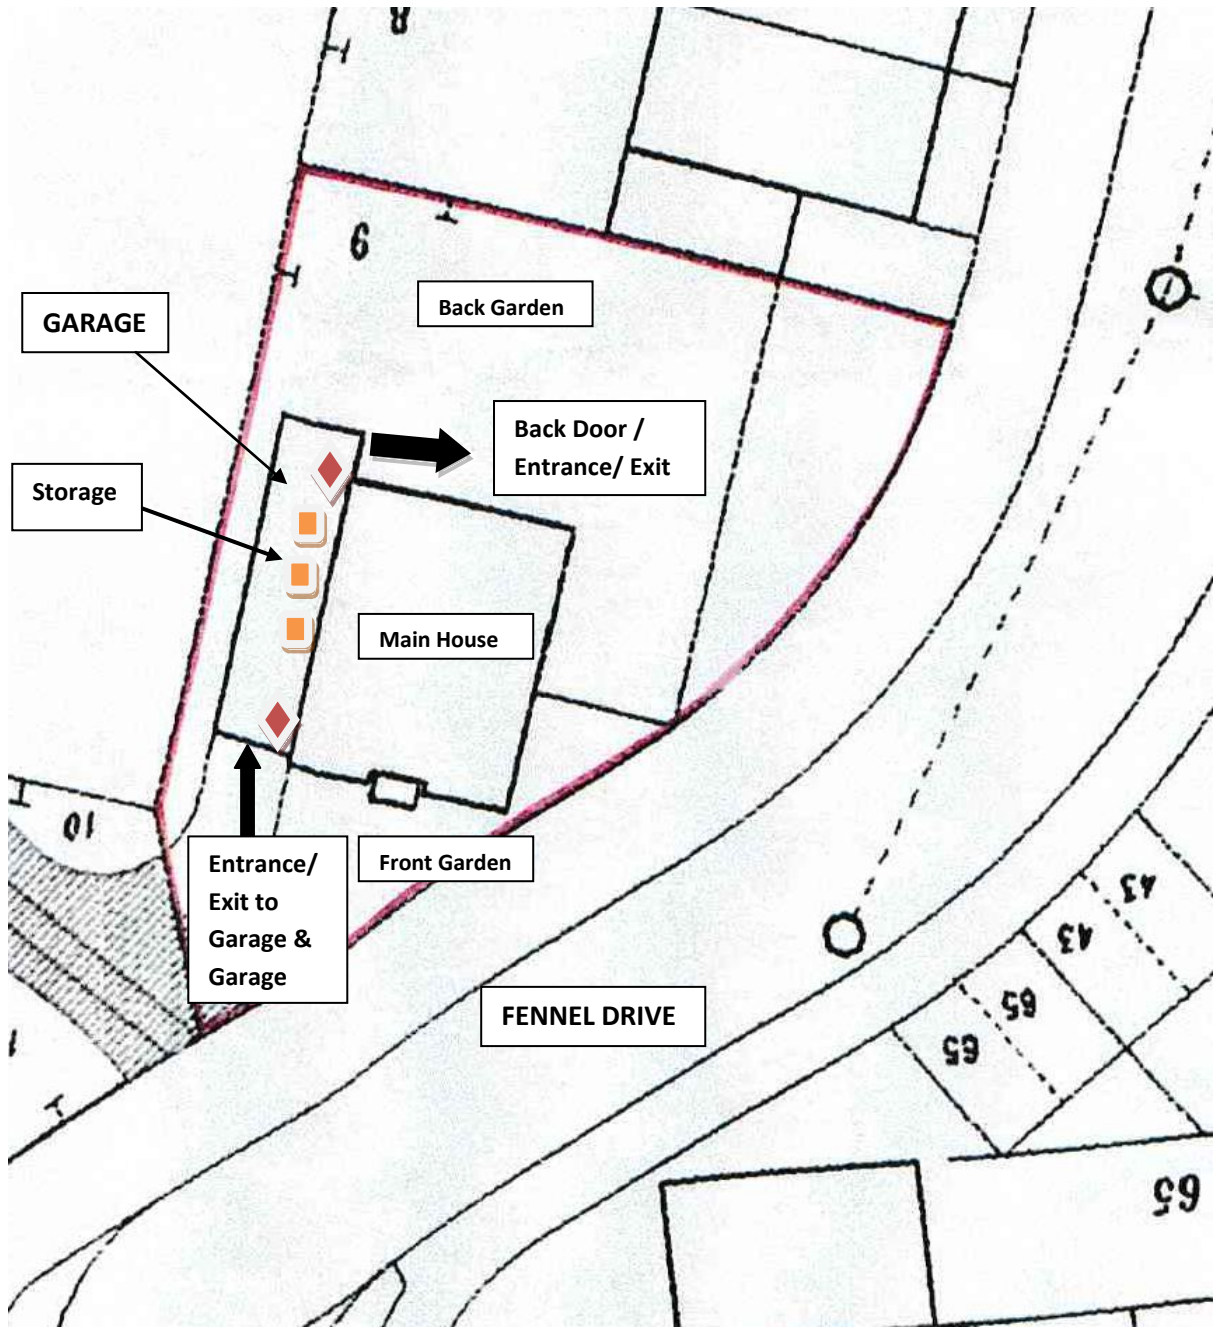 8
9
Back Garden
GARAGE
Back Door /
Entrance/ Exit
Storage
Main House
10
Entrance/
Exit to
Garage &
Garage
Front Garden
43
43
FENNEL DRIVE
65
65
65